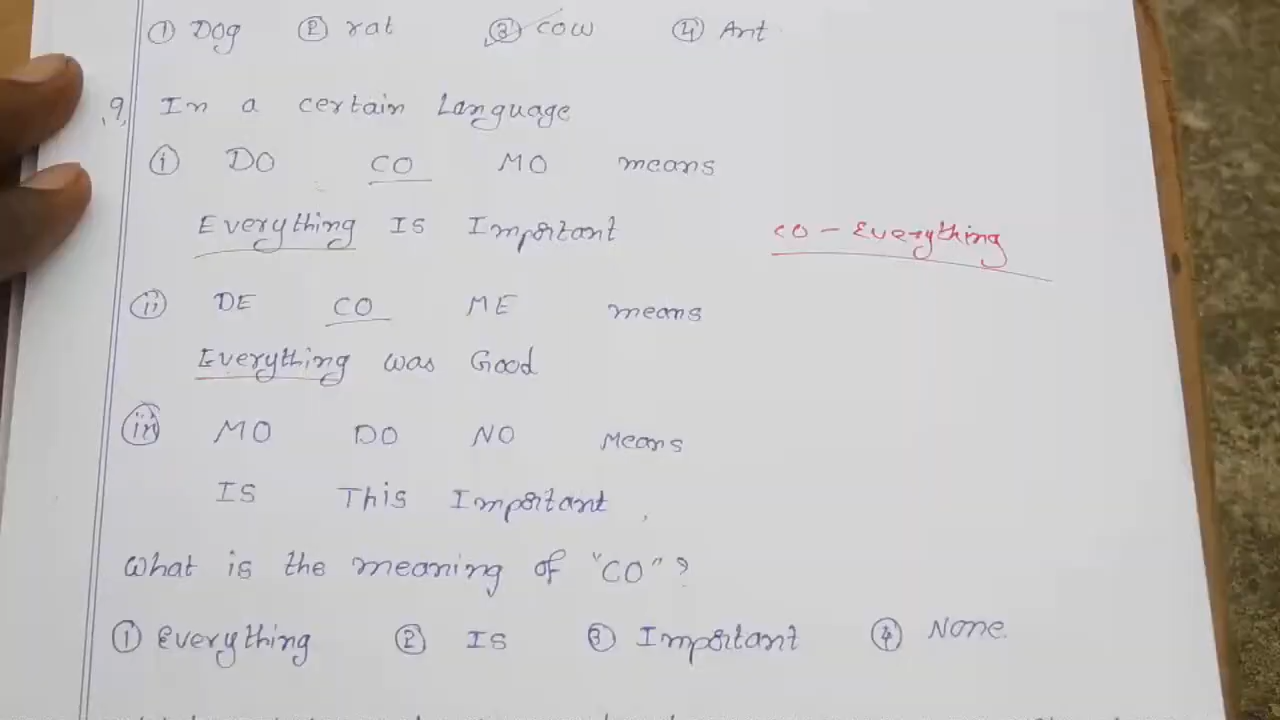 ① Dog ② rat ③ cow ④ Ant
9, In a certain Language
(i) DO CO MO means
Everything Is Important
CO - Everything
(ii) DE CO ME means
Everything was Good
(iii) MO DO NO Means
IS This Important,
What is the meaning of "CO"?
① Everything ② Is ③ Important ④ None.